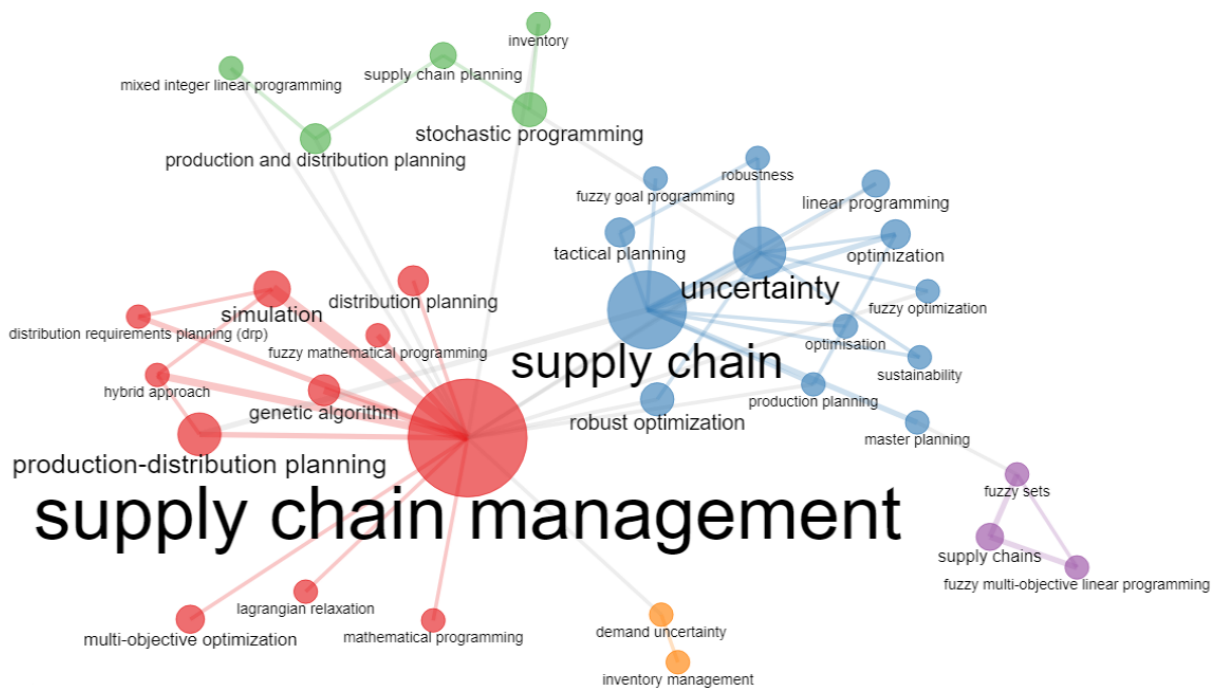 inventory
supply chain planning
mixed integer linear programming
stochastic programming
production and distribution planning
robustness
fuzzy goal programming
linear programming
tactical planning
optimization
uncertainty
distribution planning
simulation
fuzzy optimization
distribution requirements planning (drp)
fuzzy mathematical programming
optimisation
supply chain
sustainability
hybrid approach
genetic algorithm
production planning
robust optimization
master planning
production-distribution planning
fuzzy sets
supply chain management
supply chains
fuzzy multi-objective linear programming
lagrangian relaxation
demand uncertainty
multi-objective optimization
mathematical programming
inventory management